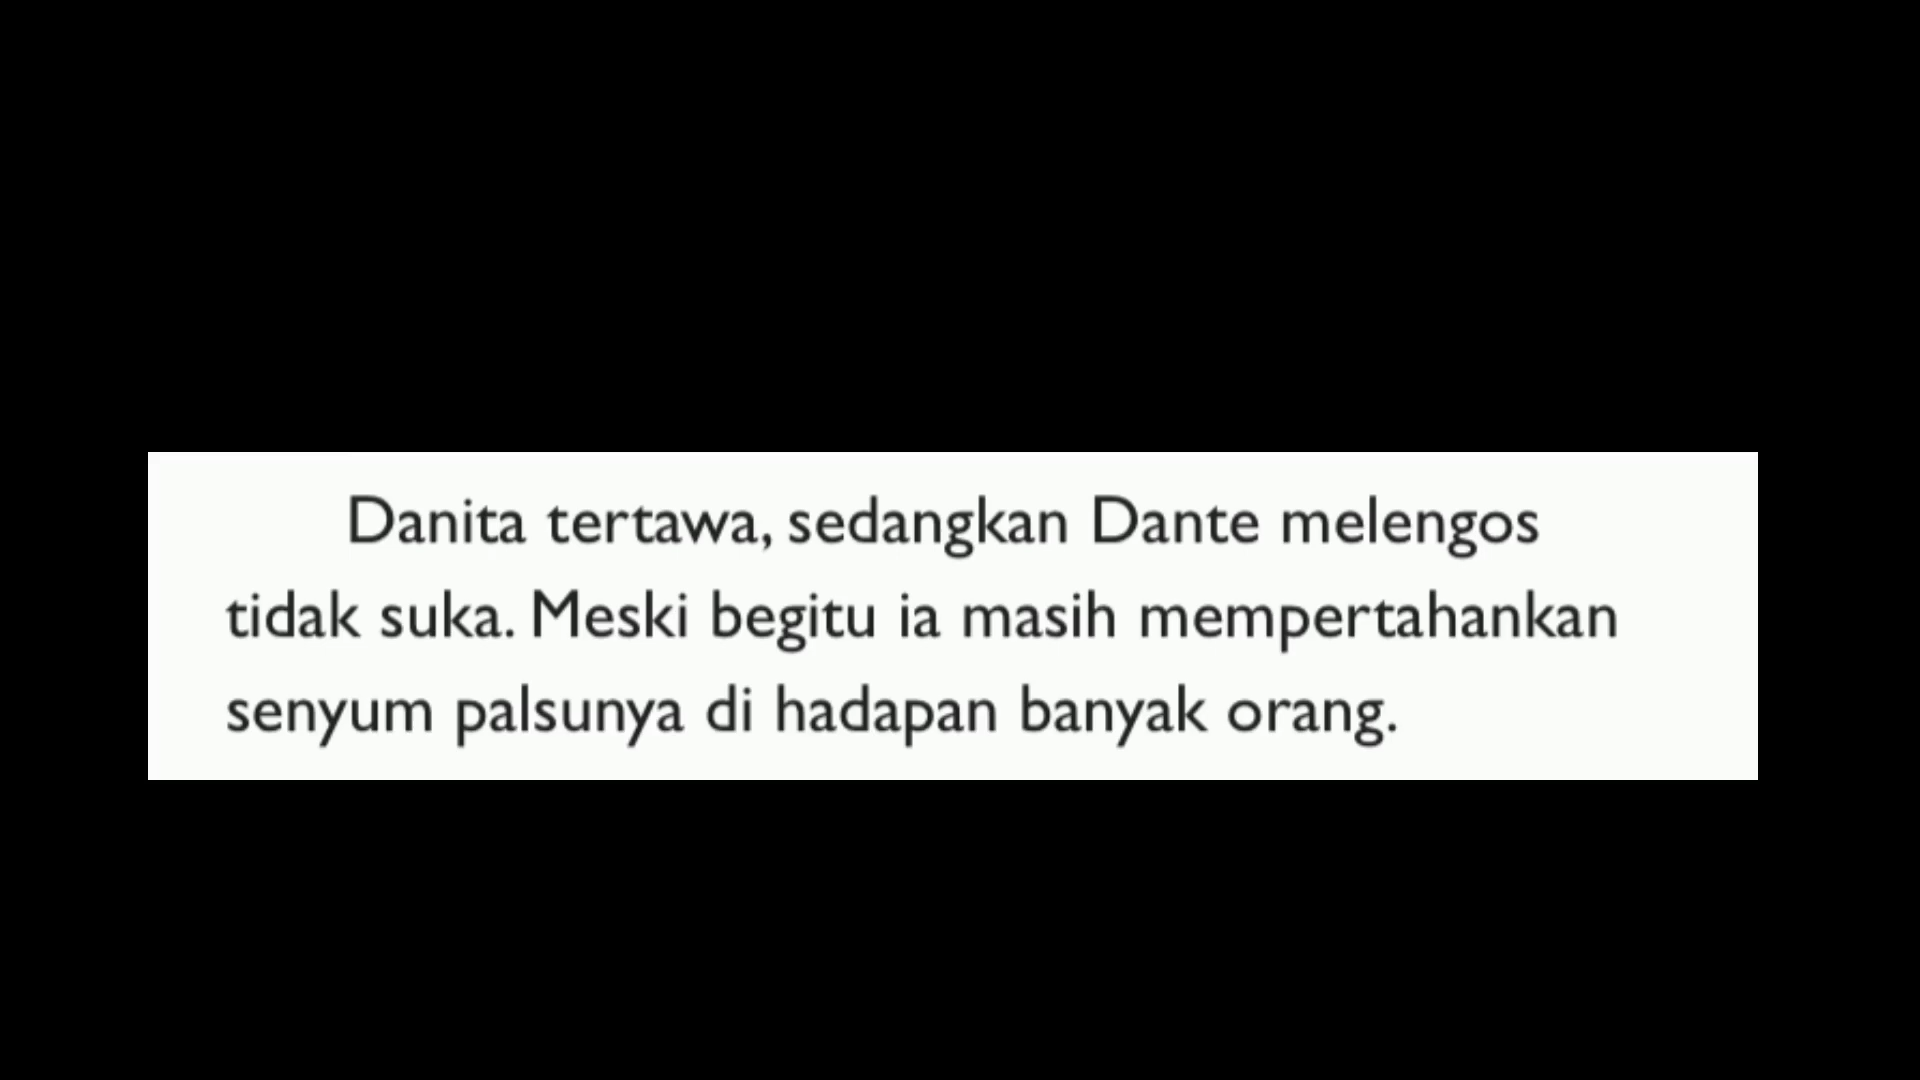 Danita tertawa, sedangkan Dante melengos
tidak suka. Meski begitu ia masih mempertahankan
senyum palsunya di hadapan banyak orang.